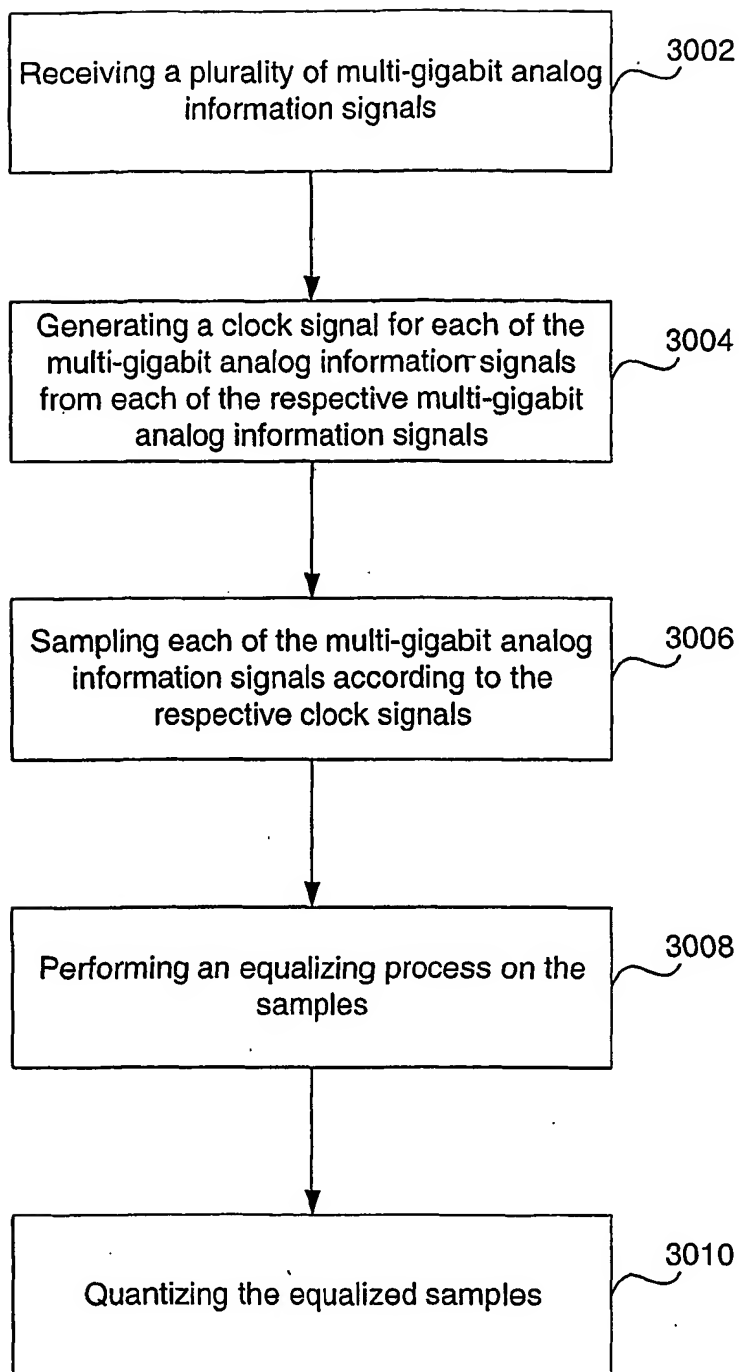 Receiving a plurality of multi-gigabit analog
information signals
3002
Generating a clock signal for each of the
multi-gigabit analog information signals
from each of the respective multi-gigabit
analog information signals
3004
Sampling each of the multi-gigabit analog
information signals according to the
respective clock signals
3006
Performing an equalizing process on the
samples
3008
Quantizing the equalized samples
3010